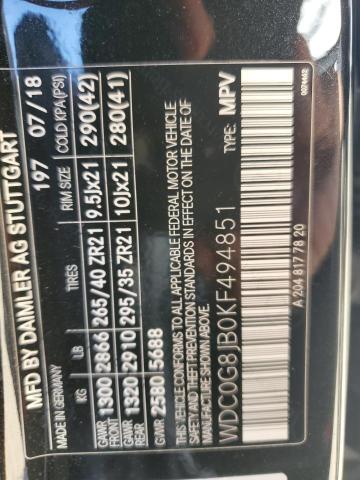 MFD BY DAIMLER AG STUTTGART
MADE IN GERMANY 197 07/18
KG LB TIRES RIM SIZE COLD KPA(PSI)
GAWR FRONT 1300 2866 265/40 ZR21 9.5Jx21 290(42)
GAWR REAR 1320 2910 295/35 ZR21 10Jx21 280(41)
GVWR 2580 5688
THIS VEHICLE CONFORMS TO ALL APPLICABLE FEDERAL MOTOR VEHICLE
SAFETY AND THEFT PREVENTION STANDARDS IN EFFECT ON THE DATE OF
MANUFACTURE SHOWN ABOVE.
WDC0G8JB0KF494851 TYPE: MPV
A 204 817 78 20